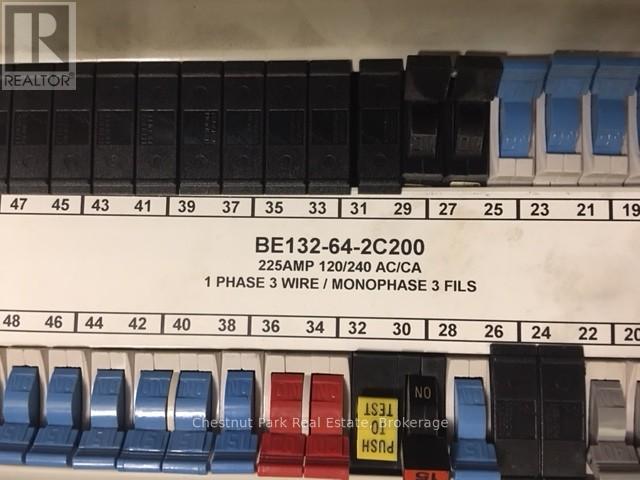 R
REALTOR®
47 45 43 41 39 37 35 33 31 29 27 25 23 21 19
BE132-64-2C200
225AMP 120/240 AC/CA
1 PHASE 3 WIRE / MONOPHASE 3 FILS
48 46 44 42 40 38 36 34 32 30 28 26 24 22 20
ON
PUSH
TO
TEST
15
Chestnut Park Real Estate, Brokerage